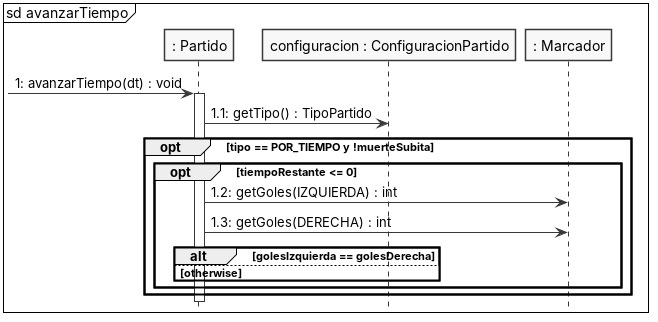 sd avanzarTiempo
: Partido
configuracion : ConfiguracionPartido
: Marcador
1: avanzarTiempo(dt) : void
1.1: getTipo() : TipoPartido
opt [tipo == POR_TIEMPO y !muerteSubita]
opt [tiempoRestante <= 0]
1.2: getGoles(IZQUIERDA) : int
1.3: getGoles(DERECHA) : int
alt [golesIzquierda == golesDerecha]
[otherwise]